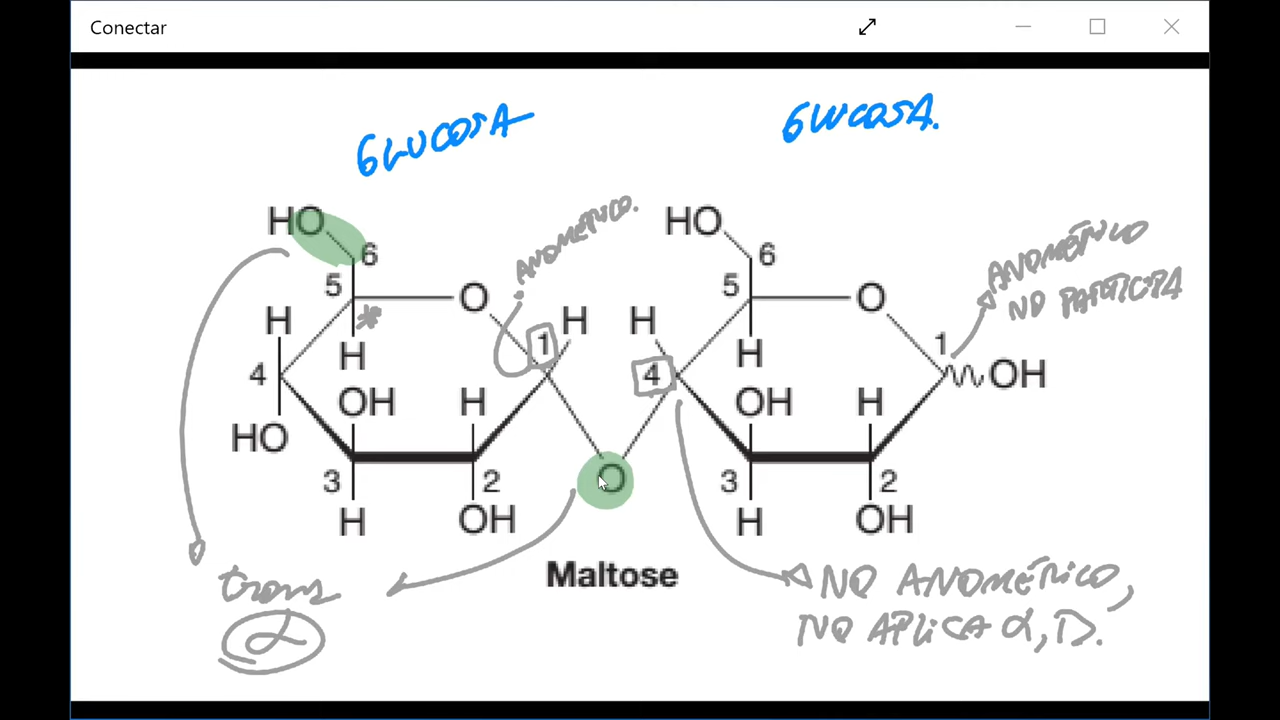 Conectar
GLUCOSA
GLUCOSA.
HO
6
5
O
H
*
H
1
H
4
OH
H
HO
3
2
H
OH
ANOMÉRICO.
O
HO
6
5
O
H
H
1
4
OH
OH
H
3
2
H
OH
ANOMÉRICO
NO PARTICIPA
Maltose
trans
α
NO ANOMÉRICO,
NO APLICA α, β.